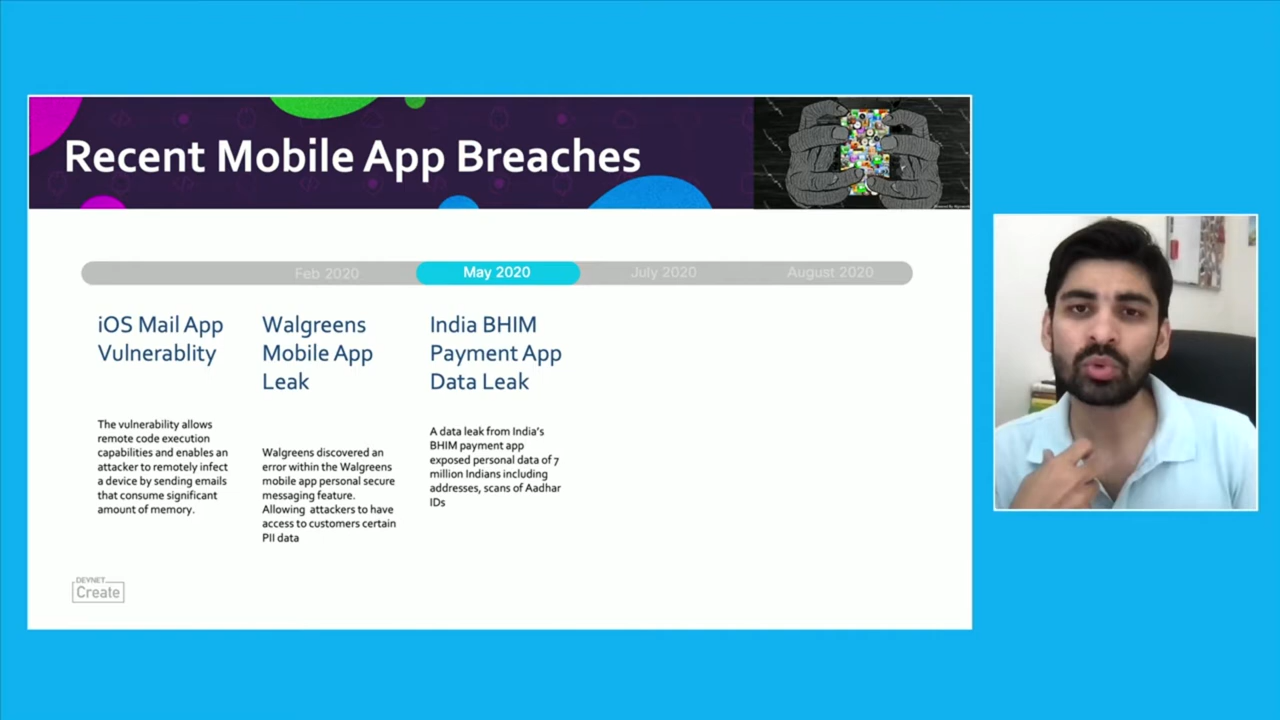 Recent Mobile App Breaches
Feb 2020
May 2020
July 2020
August 2020
iOS Mail App
Vulnerablity
The vulnerability allows
remote code execution
capabilities and enables an
attacker to remotely infect
a device by sending emails
that consume significant
amount of memory.
Walgreens
Mobile App
Leak
Walgreens discovered an
error within the Walgreens
mobile app personal secure
messaging feature.
Allowing attackers to have
access to customers certain
PII data
India BHIM
Payment App
Data Leak
A data leak from India's
BHIM payment app
exposed personal data of 7
million Indians including
addresses, scans of Aadhar
IDs
DEVNET
Create